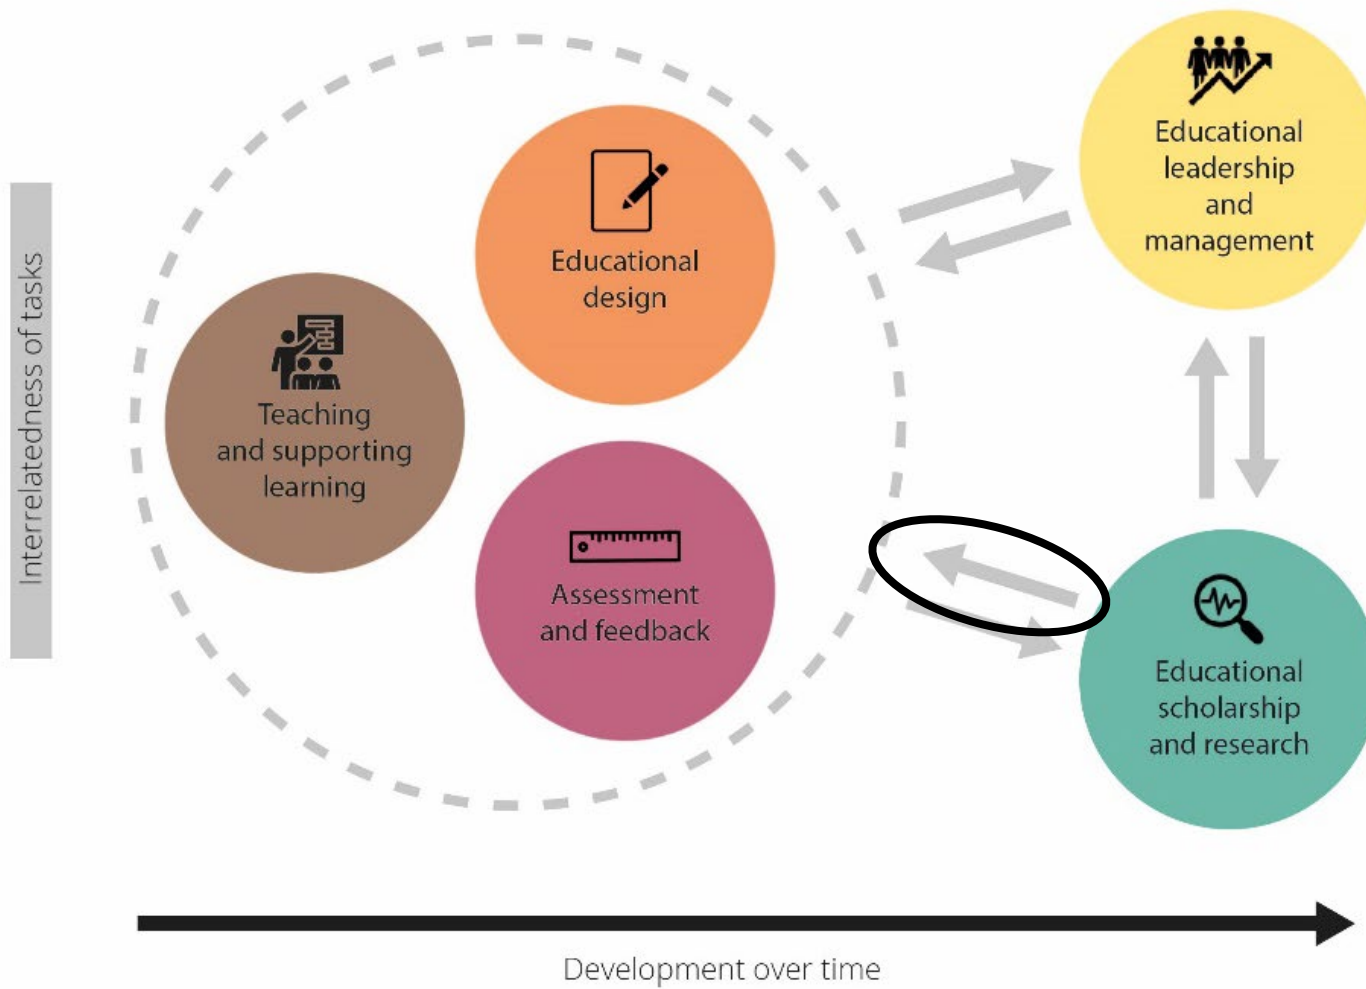 Interrelatedness of tasks
Teaching
and supporting
learning
Educational
design
Assessment
and feedback
Educational
leadership
and
management
Educational
scholarship
and research
Development over time